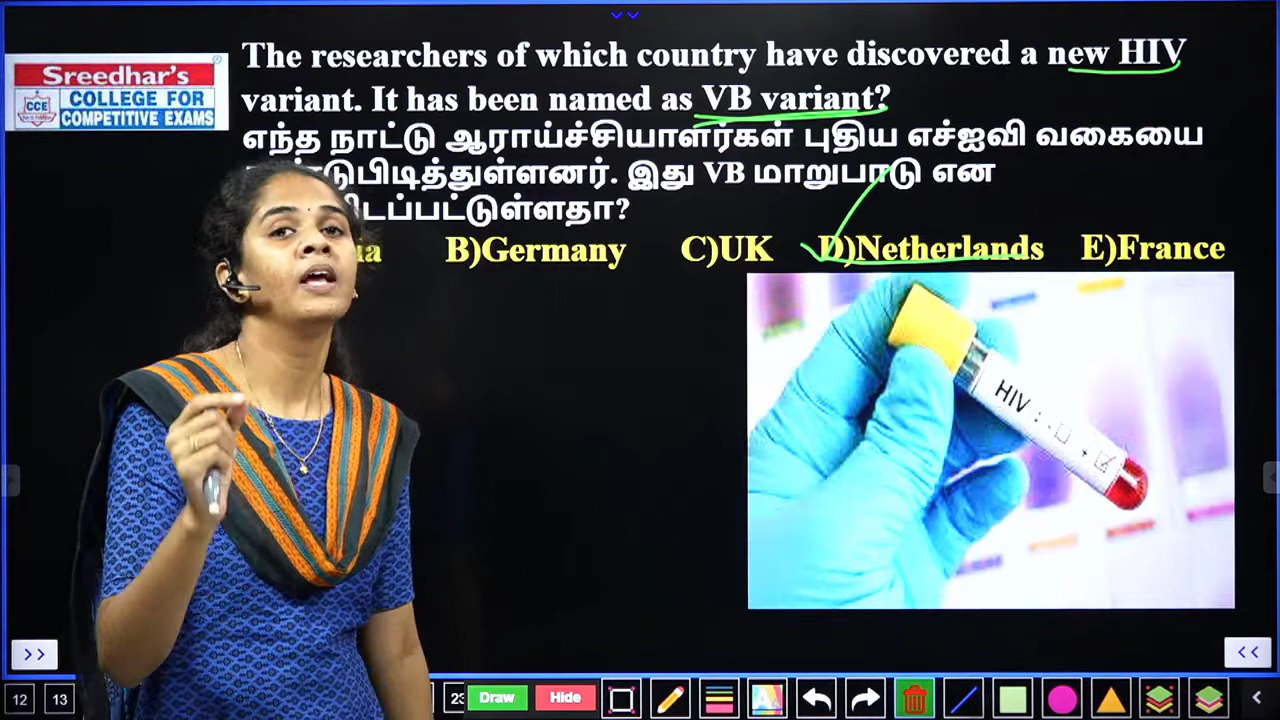 The researchers of which country have discovered a new HIV
Sreedhar's
COLLEGE FOR
COMPETITIVE EXAMS
CCE
variant. It has been named as VB variant?
எந்த நாட்டு ஆராய்ச்சியாளர்கள் புதிய எச்ஐவி வகையை
டுபிடித்துள்ளனர். இது VB மாறுபாடு என
டப்பட்டுள்ளதா?
ia B)Germany C)UK D)Netherlands E)France
HIV : - +
>> <<
12 13 23 Draw Hide